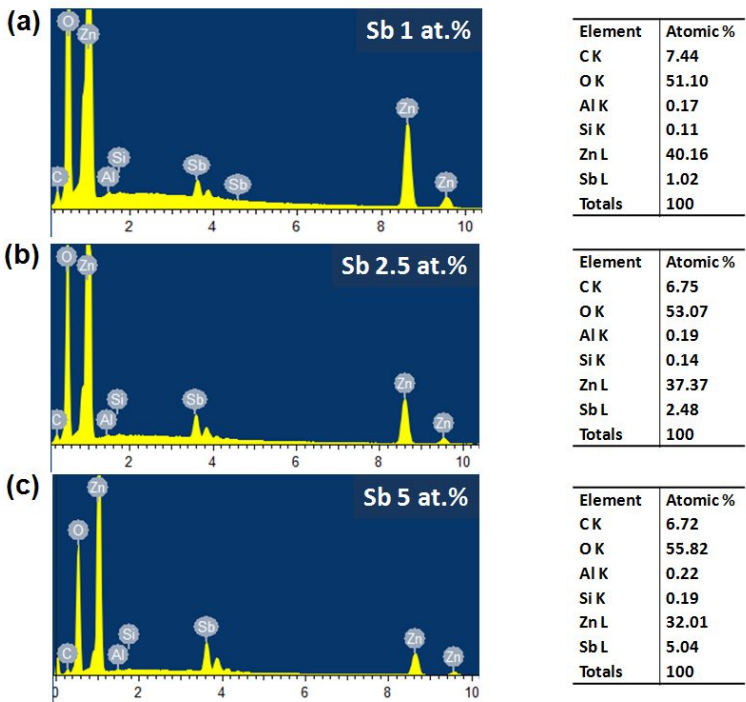 (a)
Sb 1 at.%
O
Zn
C
Al
Si
Sb
Sb
Zn
Zn
2 4 6 8 10
Element Atomic %
C K 7.44
O K 51.10
Al K 0.17
Si K 0.11
Zn L 40.16
Sb L 1.02
Totals 100
(b)
Sb 2.5 at.%
O
Zn
C
Al
Si
Sb
Zn
Zn
2 4 6 8 10
Element Atomic %
C K 6.75
O K 53.07
Al K 0.19
Si K 0.14
Zn L 37.37
Sb L 2.48
Totals 100
(c)
Sb 5 at.%
Zn
O
C
Al
Si
Sb
Zn
Zn
0 2 4 6 8 10
Element Atomic %
C K 6.72
O K 55.82
Al K 0.22
Si K 0.19
Zn L 32.01
Sb L 5.04
Totals 100